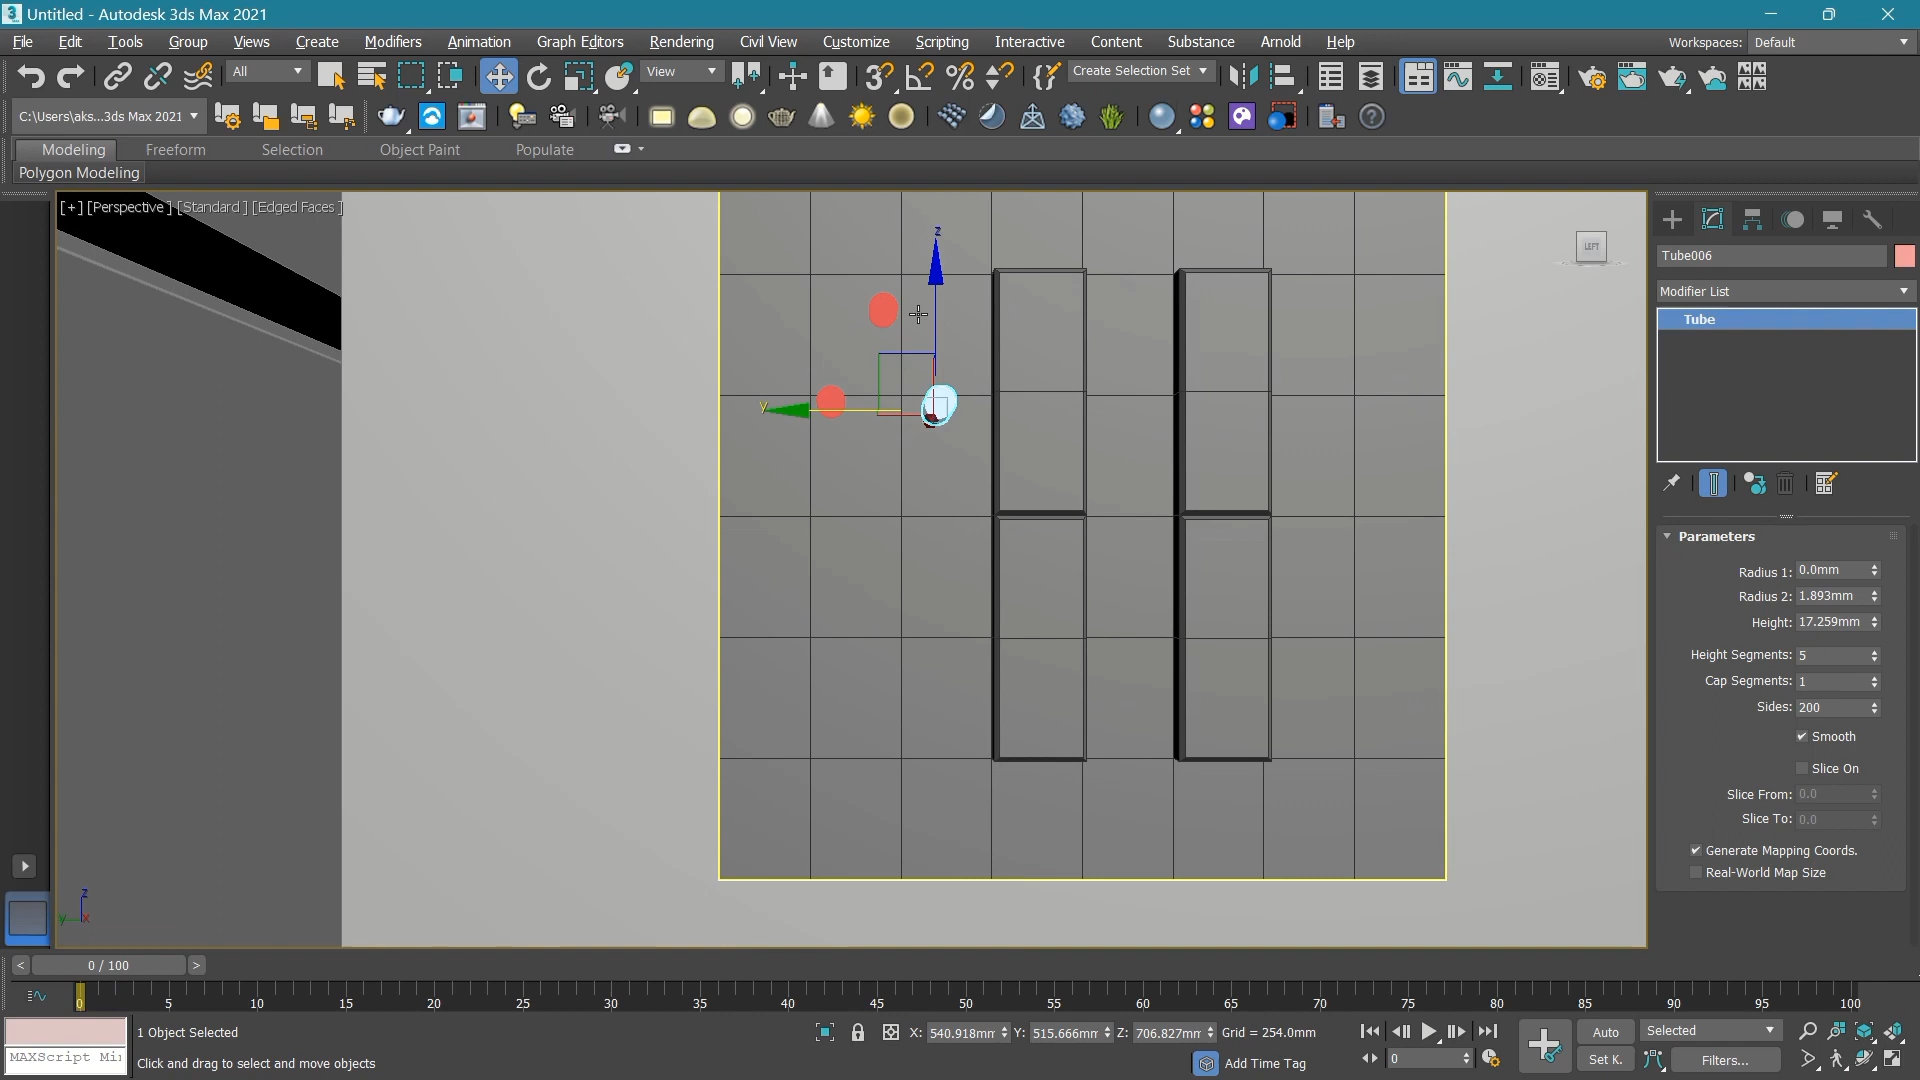 Untitled - Autodesk 3ds Max 2021
File Edit Tools Group Views Create Modifiers Animation Graph Editors Rendering Civil View Customize Scripting Interactive Content Substance Arnold Help Workspaces: Default
All View Create Selection Set
C:\Users\aks...3ds Max 2021
Modeling Freeform Selection Object Paint Populate
Polygon Modeling
[+] [Perspective ] [Standard ] [Edged Faces ]
z
LEFT
y
z
y x
Tube006
Modifier List
Tube
Parameters
Radius 1: 0.0mm
Radius 2: 1.893mm
Height: 17.259mm
Height Segments: 5
Cap Segments: 1
Sides: 200
Smooth
Slice On
Slice From: 0.0
Slice To: 0.0
Generate Mapping Coords.
Real-World Map Size
< 0 / 100 >
0 5 10 15 20 25 30 35 40 45 50 55 60 65 70 75 80 85 90 95 100
1 Object Selected X: 540.918mm Y: 515.666mm Z: 706.827mm Grid = 254.0mm Auto Selected
MAXScript Mi Click and drag to select and move objects Add Time Tag 0 Set K. Filters...